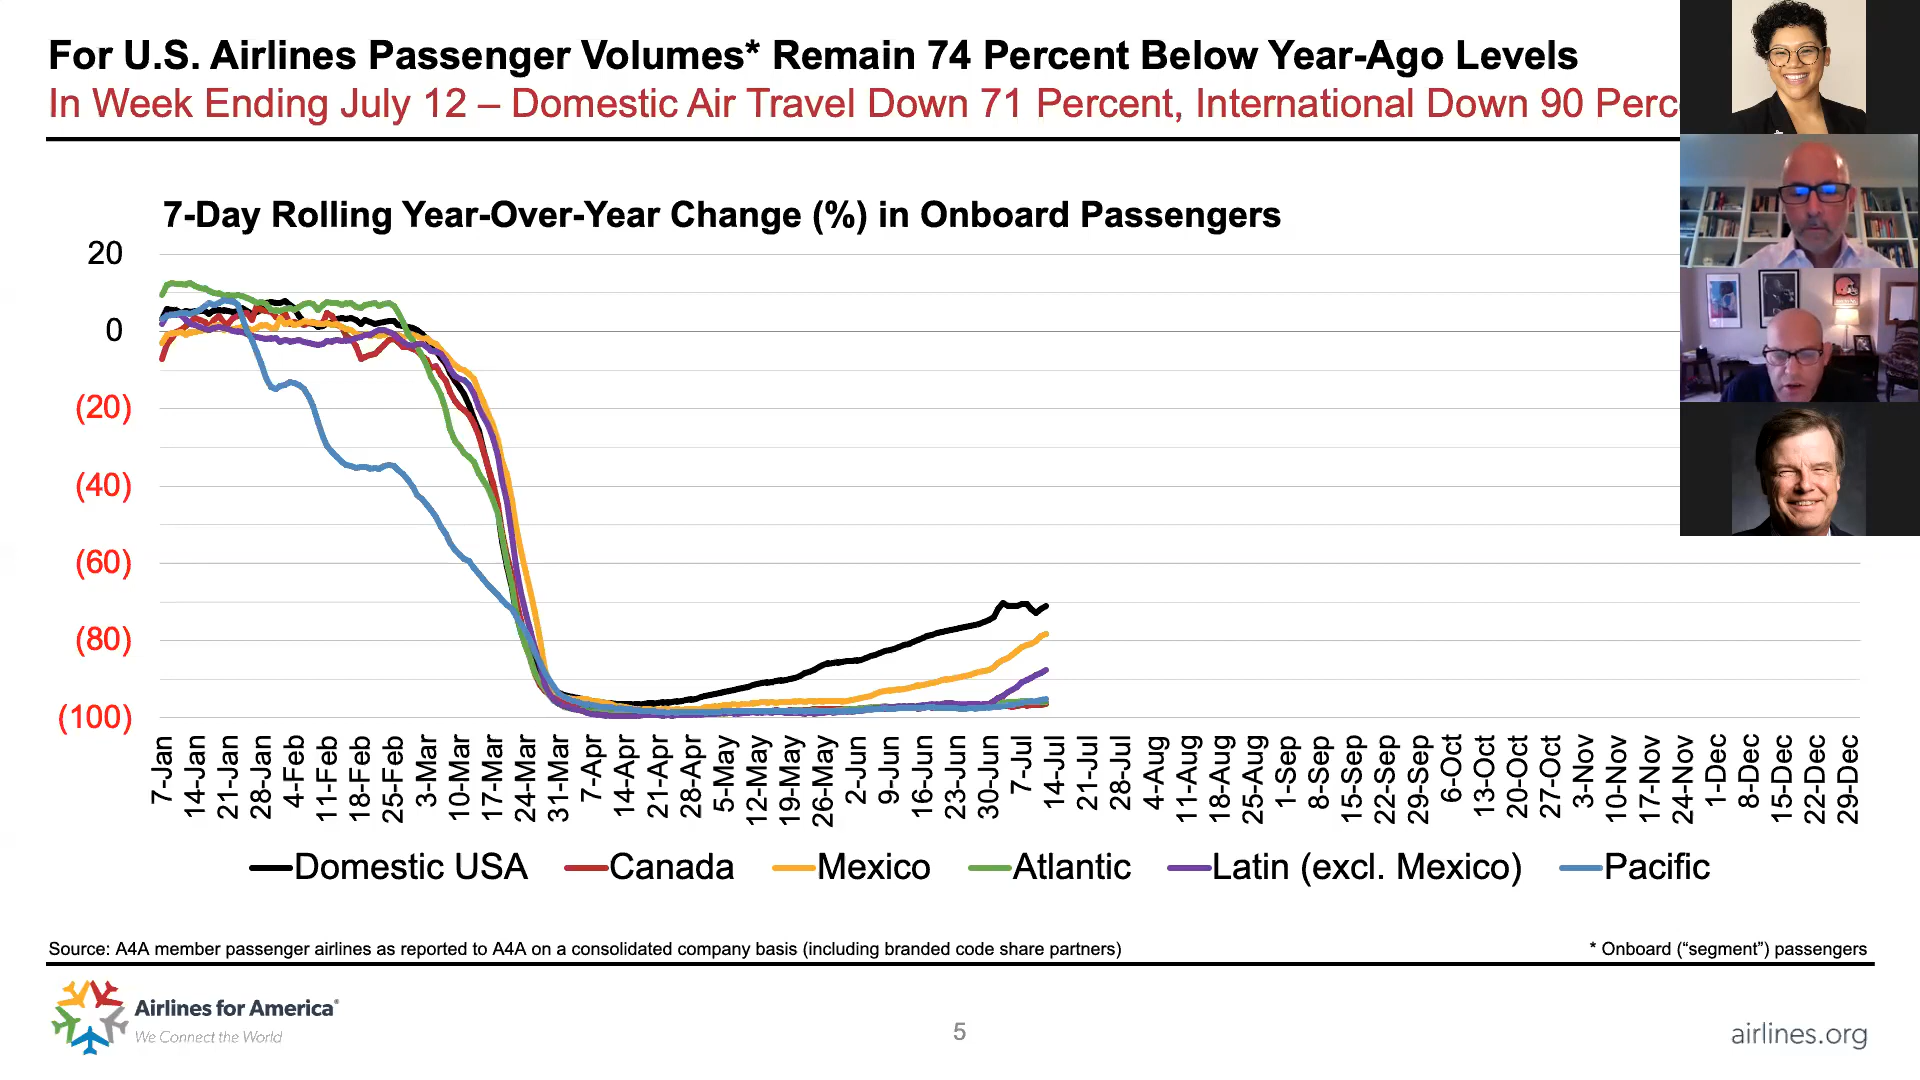 For U.S. Airlines Passenger Volumes* Remain 74 Percent Below Year-Ago Levels
In Week Ending July 12 – Domestic Air Travel Down 71 Percent, International Down 90 Perc
7-Day Rolling Year-Over-Year Change (%) in Onboard Passengers
20
0
(20)
(40)
(60)
(80)
(100)
7-Jan 14-Jan 21-Jan 28-Jan 4-Feb 11-Feb 18-Feb 25-Feb 3-Mar 10-Mar 17-Mar 24-Mar 31-Mar 7-Apr 14-Apr 21-Apr 28-Apr 5-May 12-May 19-May 26-May 2-Jun 9-Jun 16-Jun 23-Jun 30-Jun 7-Jul 14-Jul 21-Jul 28-Jul 4-Aug 11-Aug 18-Aug 25-Aug 1-Sep 8-Sep 15-Sep 22-Sep 29-Sep 6-Oct 13-Oct 20-Oct 27-Oct 3-Nov 10-Nov 17-Nov 24-Nov 1-Dec 8-Dec 15-Dec 22-Dec 29-Dec
Domestic USA Canada Mexico Atlantic Latin (excl. Mexico) Pacific
Source: A4A member passenger airlines as reported to A4A on a consolidated company basis (including branded code share partners)
* Onboard (“segment”) passengers
Airlines for America®
We Connect the World
5
airlines.org